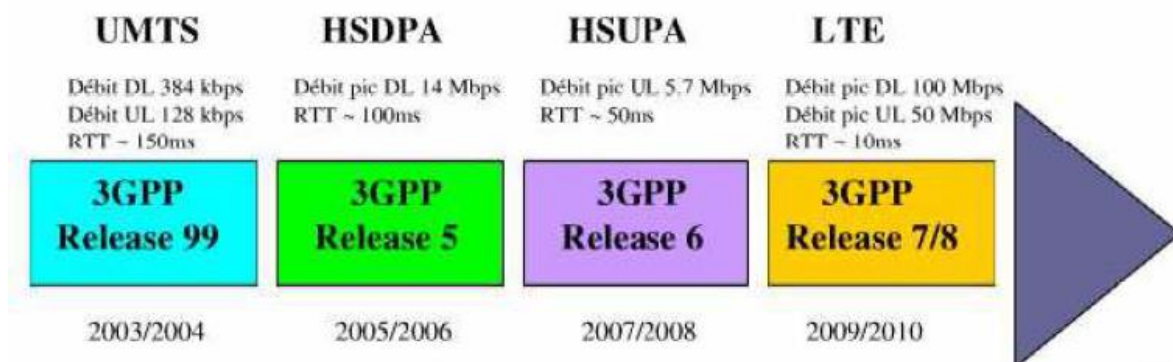 UMTS
Débit DL 384 kbps
Débit UL 128 kbps
RTT ~ 150ms
3GPP
Release 99
2003/2004
HSDPA
Débit pic DL 14 Mbps
RTT ~ 100ms
3GPP
Release 5
2005/2006
HSUPA
Débit pic UL 5.7 Mbps
RTT ~ 50ms
3GPP
Release 6
2007/2008
LTE
Débit pic DL 100 Mbps
Débit pic UL 50 Mbps
RTT ~ 10ms
3GPP
Release 7/8
2009/2010